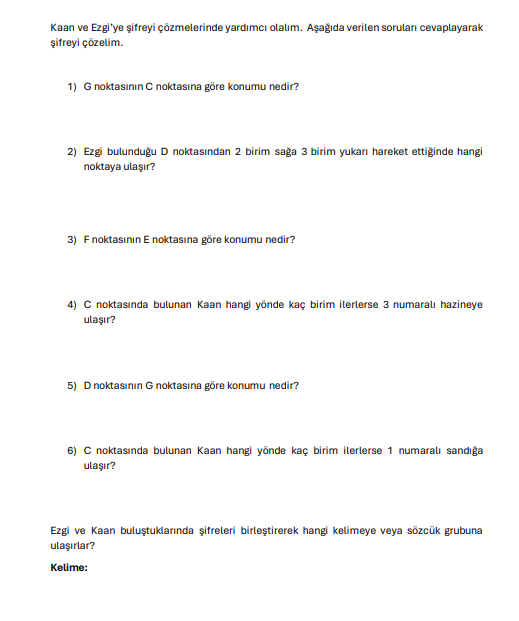 Kaan ve Ezgi'ye şifreyi çözmelerinde yardımcı olalım. Aşağıda verilen soruları cevaplayarak
şifreyi çözelim.
1) G noktasının C noktasına göre konumu nedir?
2) Ezgi bulunduğu D noktasından 2 birim sağa 3 birim yukarı hareket ettiğinde hangi
noktaya ulaşır?
3) F noktasının E noktasına göre konumu nedir?
4) C noktasında bulunan Kaan hangi yönde kaç birim ilerlerse 3 numaralı hazineye
ulaşır?
5) D noktasının G noktasına göre konumu nedir?
6) C noktasında bulunan Kaan hangi yönde kaç birim ilerlerse 1 numaralı sandığa
ulaşır?
Ezgi ve Kaan buluştuklarında şifreleri birleştirerek hangi kelimeye veya sözcük grubuna
ulaşırlar?
Kelime: